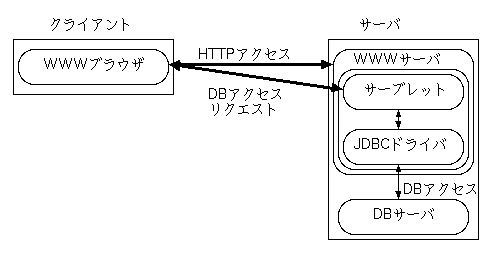 クライアント
サーバ
WWWブラウザ
HTTPアクセス
WWWサーバ
サーブレット
DBアクセス
リクエスト
JDBCドライバ
DBアクセス
DBサーバ